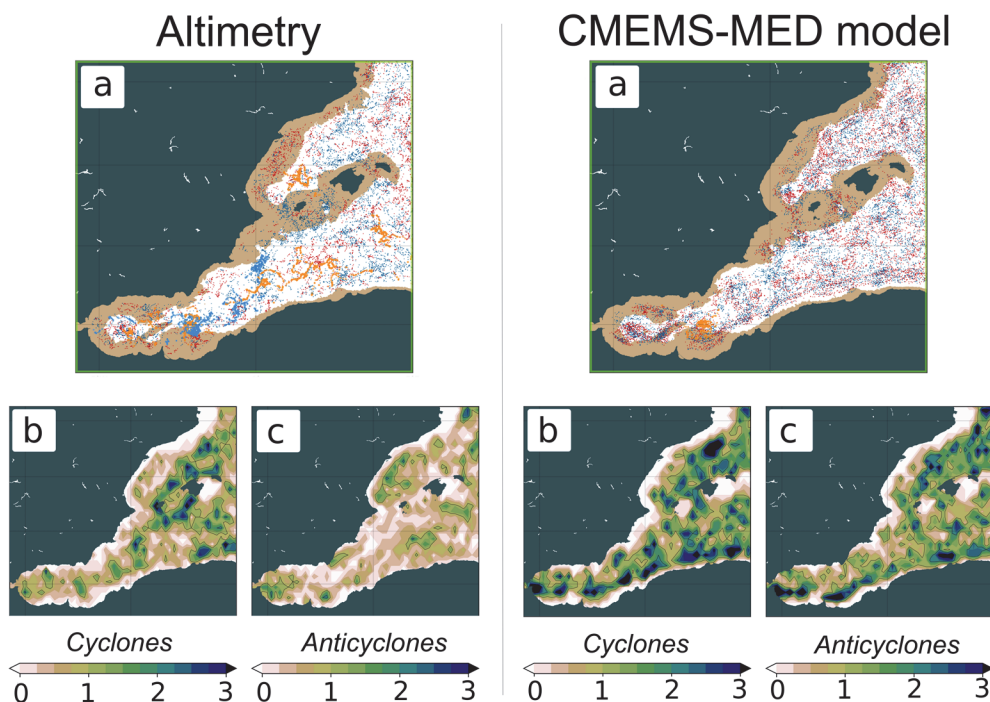 Altimetry
CMEMS-MED model
a
a
b
c
b
c
Cyclones
Anticyclones
Cyclones
Anticyclones
0 1 2 3
0 1 2 3
0 1 2 3
0 1 2 3